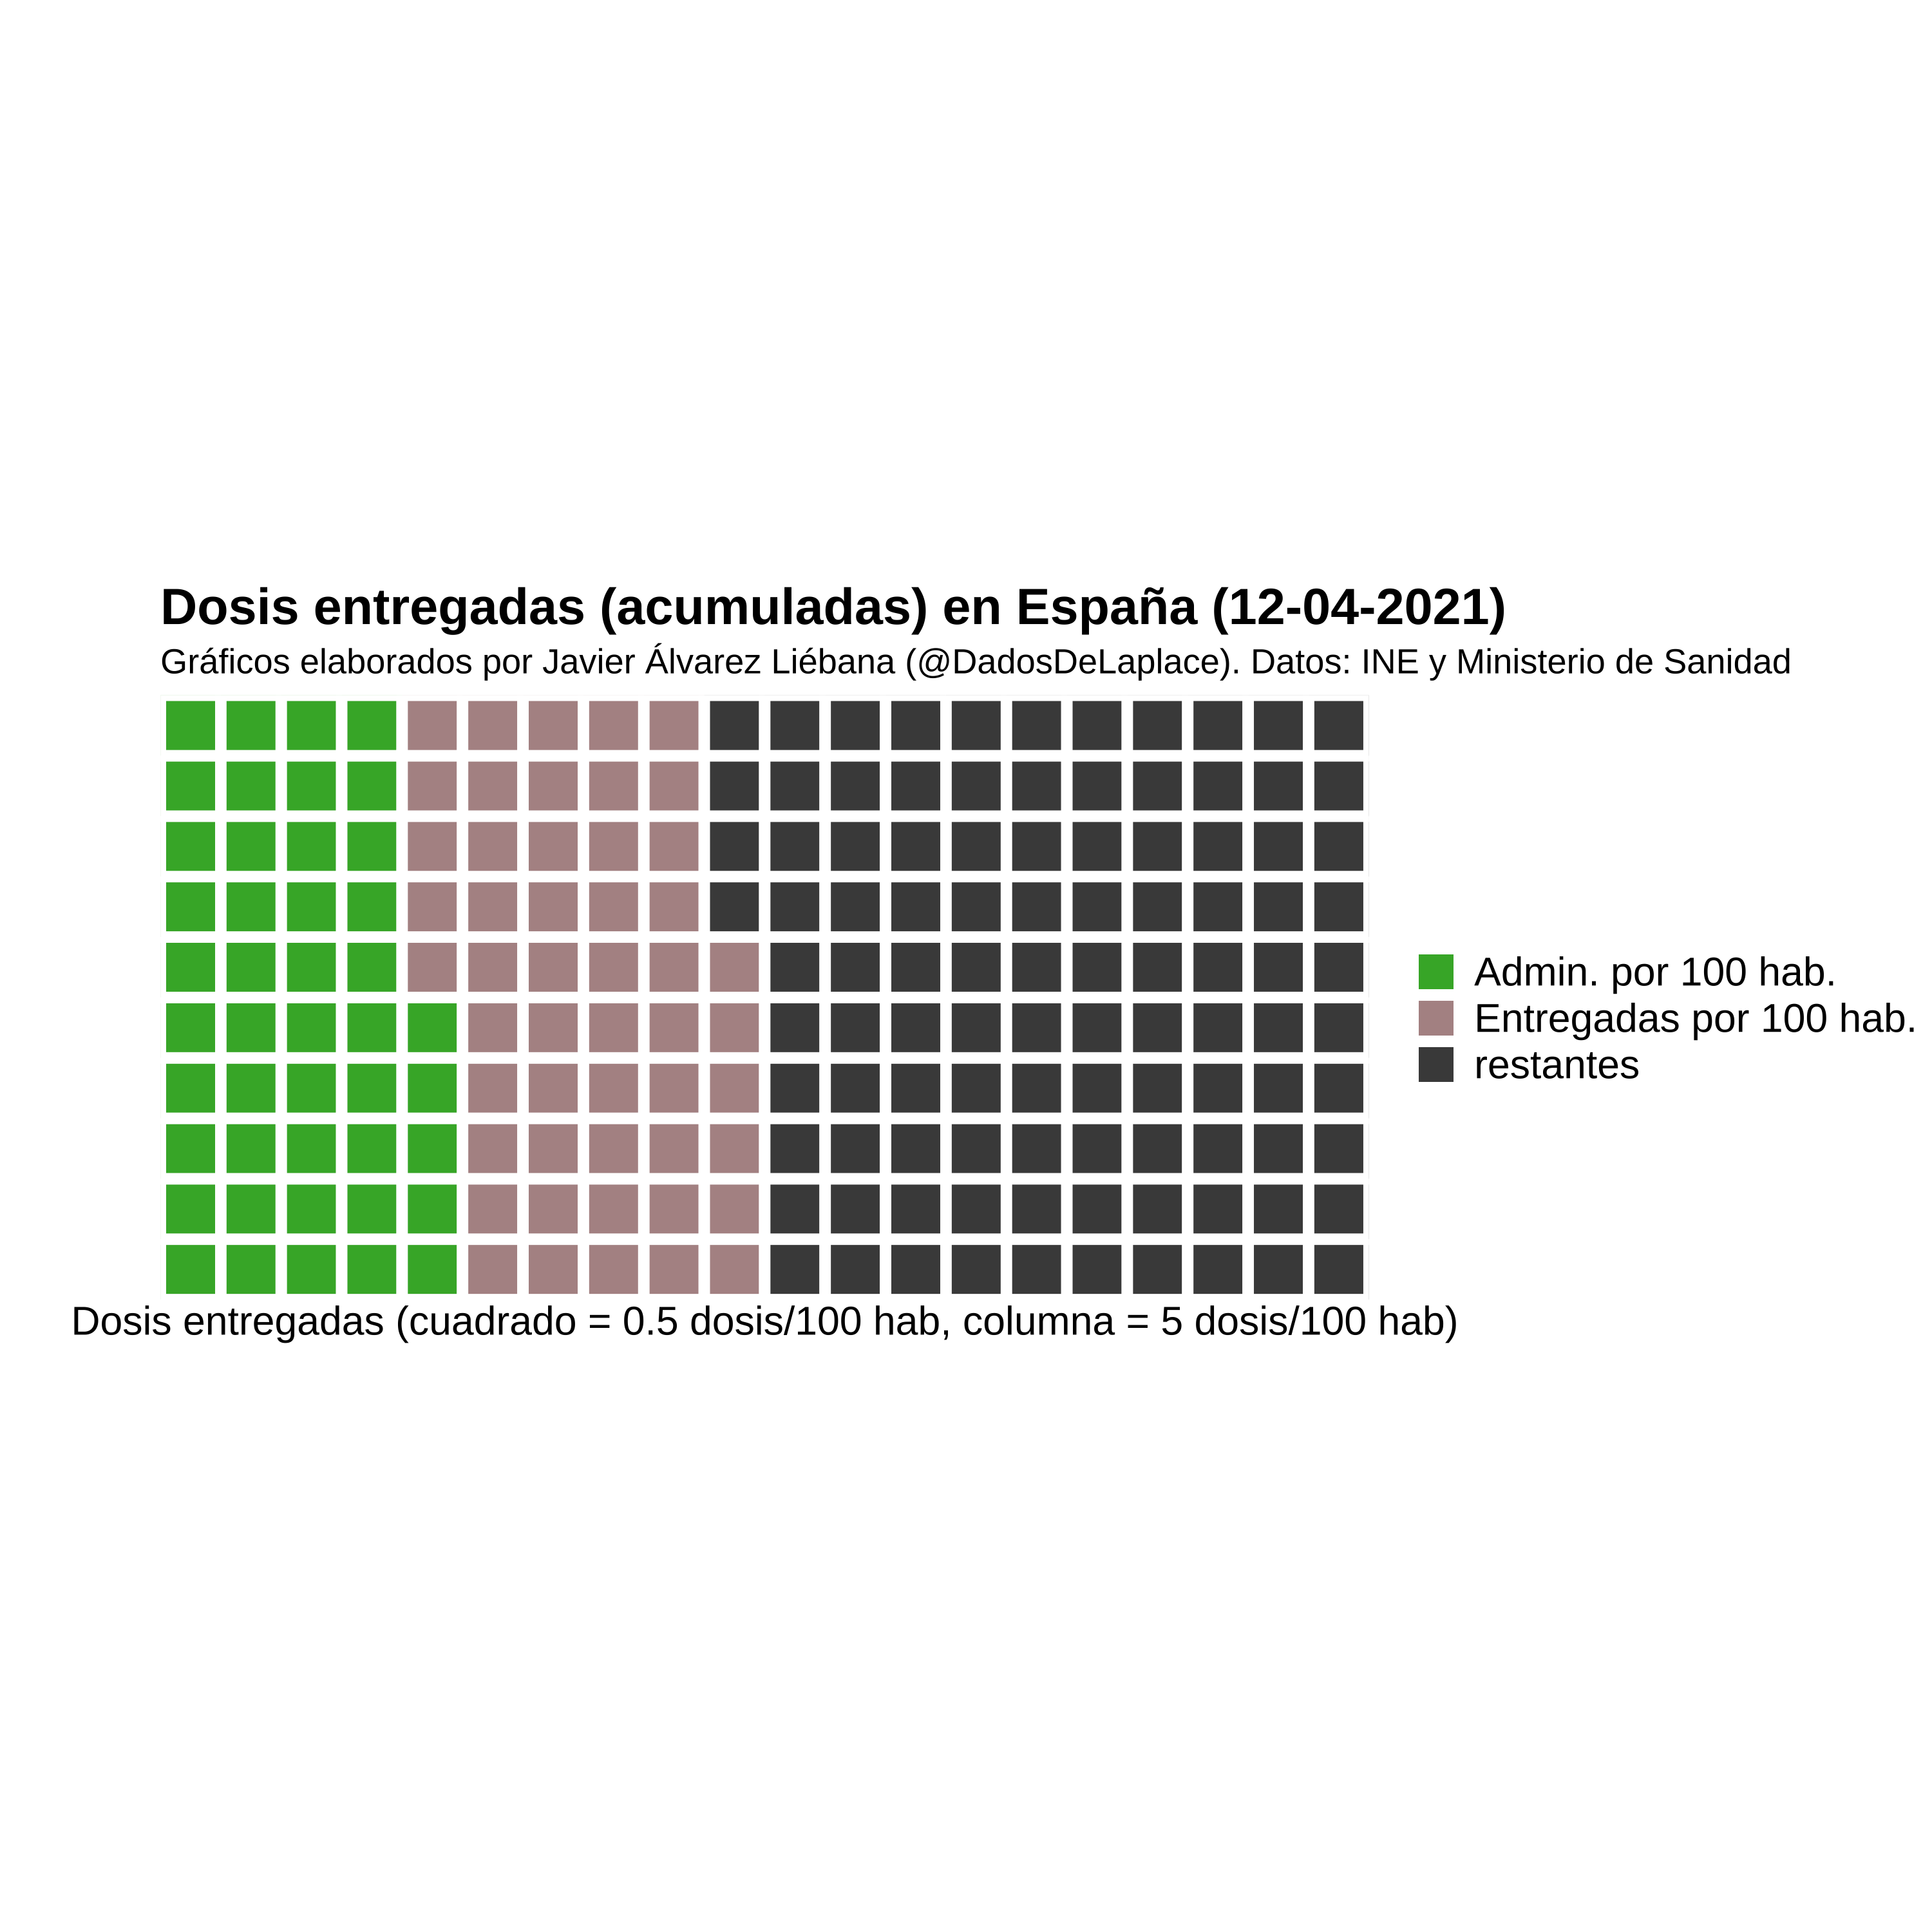 Dosis entregadas (acumuladas) en España (12-04-2021)
Gráficos elaborados por Javier Álvarez Liébana (@DadosDeLaplace). Datos: INE y Ministerio de Sanidad
Admin. por 100 hab.
Entregadas por 100 hab.
restantes
Dosis entregadas (cuadrado = 0.5 dosis/100 hab, columna = 5 dosis/100 hab)